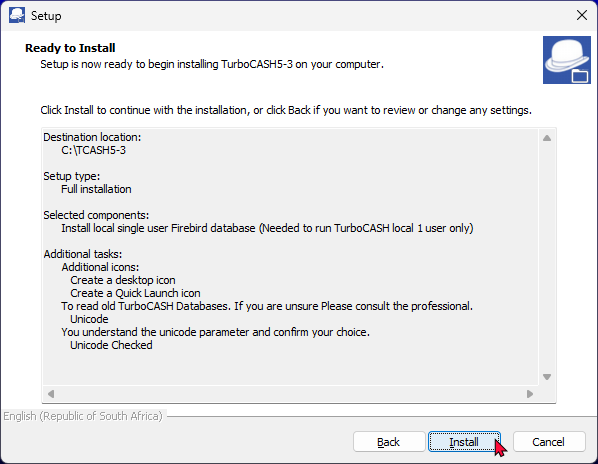 Setup
Ready to Install
Setup is now ready to begin installing TurboCASH5-3 on your computer.
Click Install to continue with the installation, or click Back if you want to review or change any settings.
Destination location:
C:\TCASH5-3
Setup type:
Full installation
Selected components:
Install local single user Firebird database (Needed to run TurboCASH local 1 user only)
Additional tasks:
Additional icons:
Create a desktop icon
Create a Quick Launch icon
To read old TurboCASH Databases. If you are unsure Please consult the professional.
Unicode
You understand the unicode parameter and confirm your choice.
Unicode Checked
English (Republic of South Africa)
Back Install Cancel